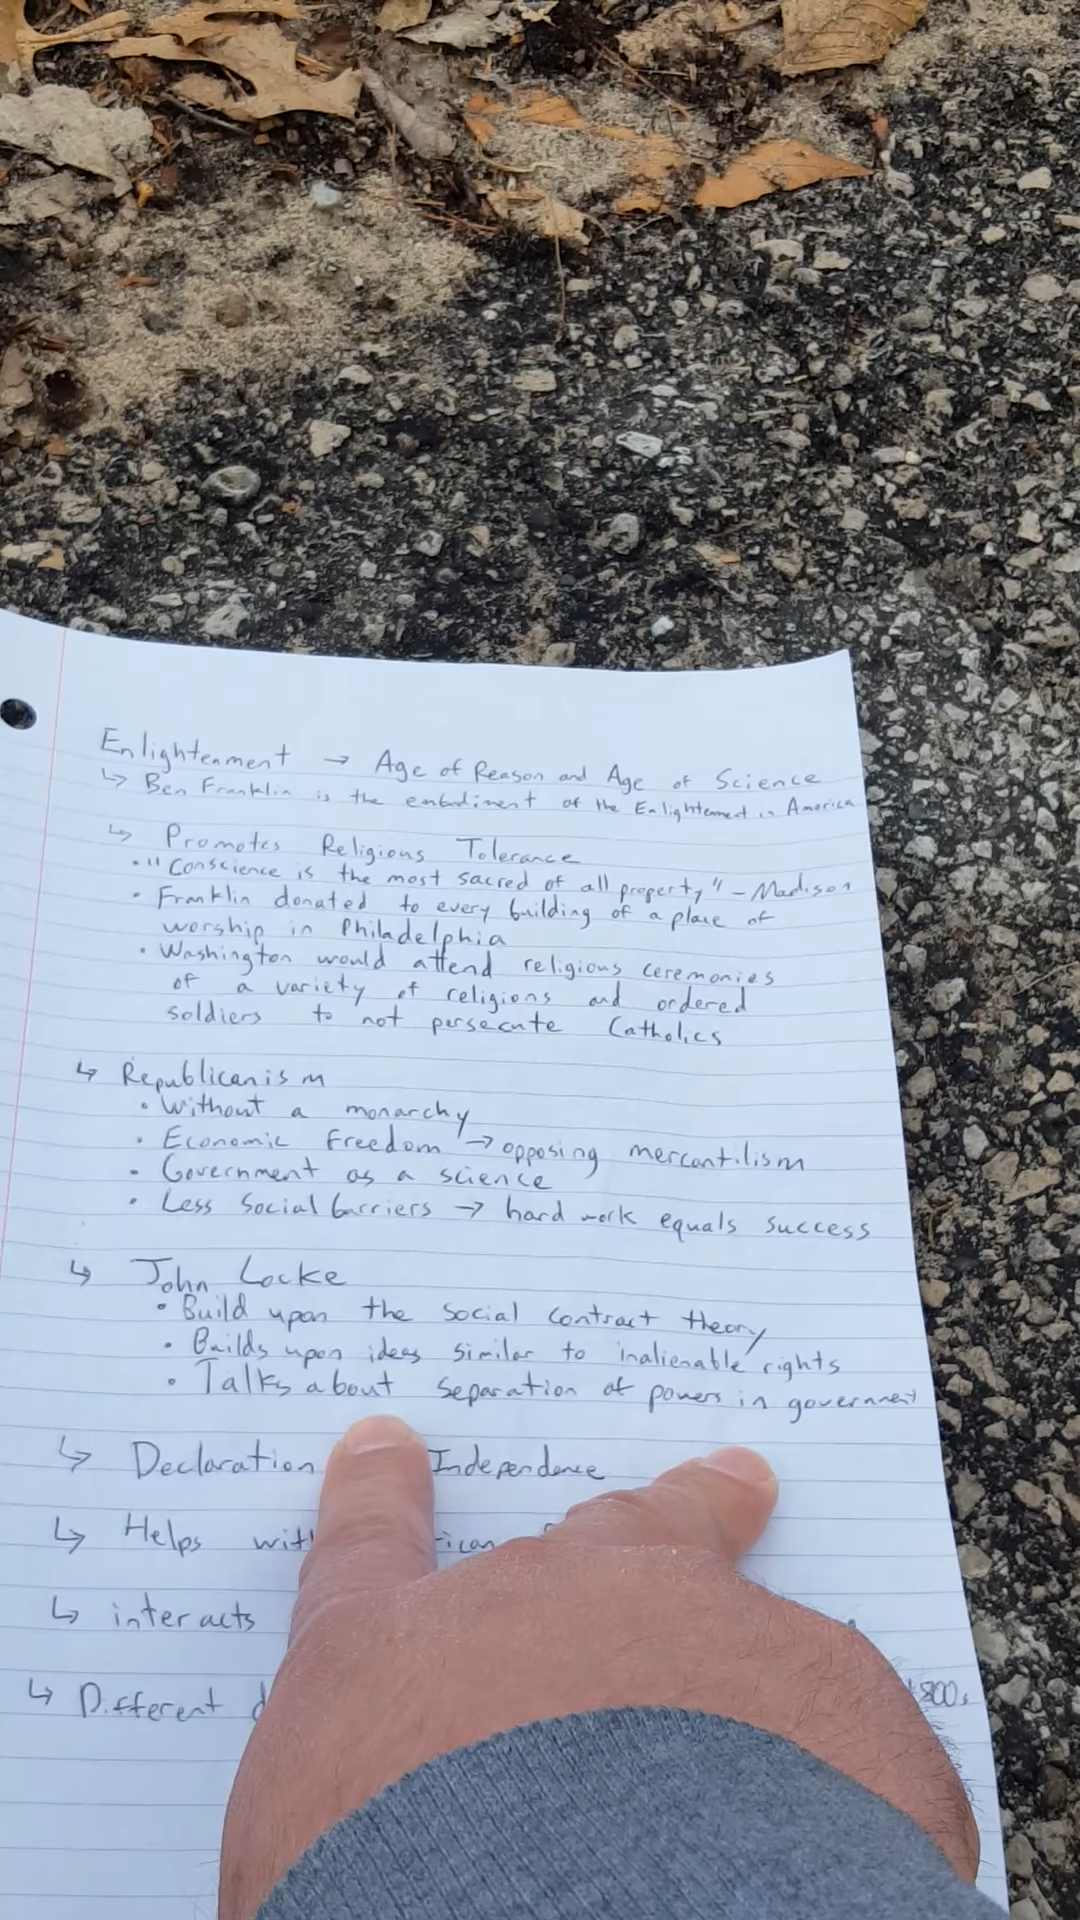 Enlightenment → Age of Reason and Age of Science
↳ Ben Franklin is the embodiment of the Enlightenment in America
↳ Promotes Religious Tolerance
• "Conscience is the most sacred of all property" - Madison
• Franklin donated to every building of a place of
worship in Philadelphia
• Washington would attend religious ceremonies
of a variety of religions and ordered
soldiers to not persecute Catholics
↳ Republicanism
• Without a monarchy
• Economic Freedom → opposing mercantilism
• Government as a science
• Less social barriers → hard work equals success
↳ John Locke
• Build upon the social contract theory
• Builds upon ideas similar to inalienable rights
• Talks about separation of powers in government
↳ Declaration Independence
↳ Helps
↳ interacts
↳ Different 1800s